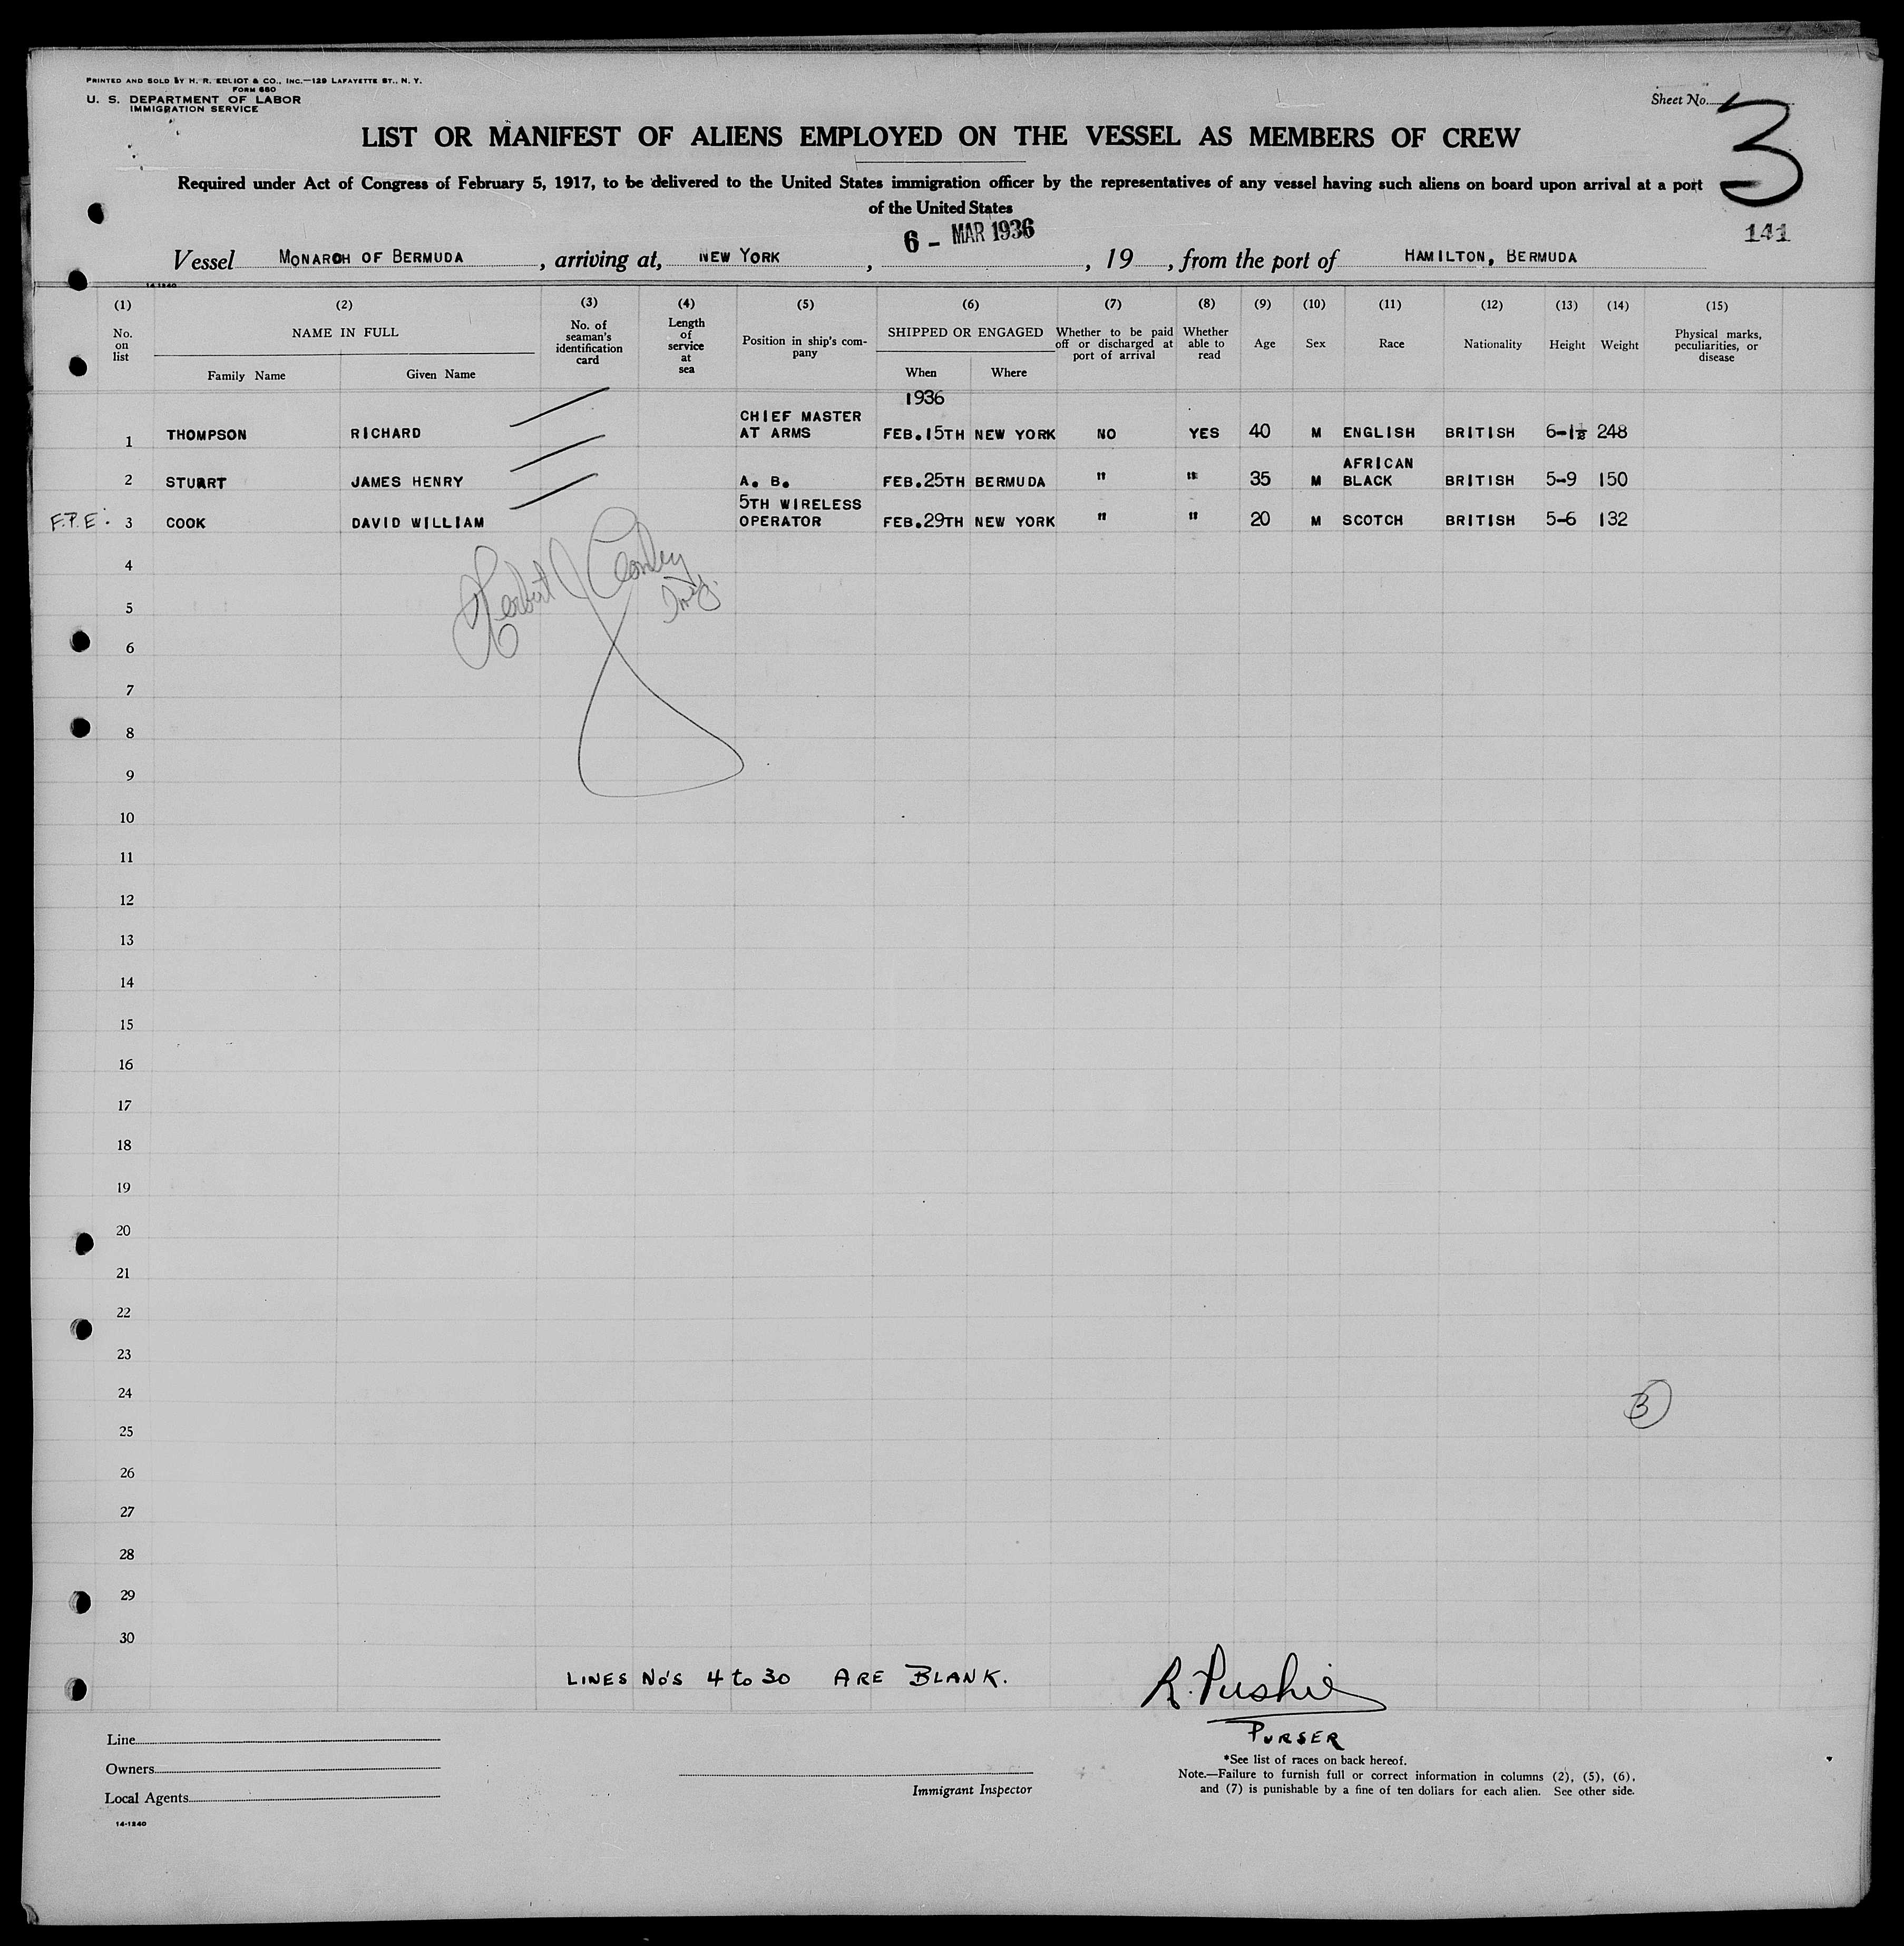 PRINTED AND SOLD BY H. R. ELLIOT & CO., INC.—129 LAFAYETTE ST., N. Y.
FORM 680
U. S. DEPARTMENT OF LABOR
IMMIGRATION SERVICE
Sheet No. 3
LIST OR MANIFEST OF ALIENS EMPLOYED ON THE VESSEL AS MEMBERS OF CREW
Required under Act of Congress of February 5, 1917, to be delivered to the United States immigration officer by the representatives of any vessel having such aliens on board upon arrival at a port
of the United States
141
Vessel MONARCH OF BERMUDA, arriving at, NEW YORK, 6 - MAR 1936, 19 , from the port of HAMILTON, BERMUDA
14-1240
(1) (2) (3) (4) (5) (6) (7) (8) (9) (10) (11) (12) (13) (14) (15)
No. on list NAME IN FULL Family Name Given Name No. of seaman's identification card Length of service at sea Position in ship's com- pany SHIPPED OR ENGAGED When Where Whether to be paid off or discharged at port of arrival Whether able to read Age Sex Race Nationality Height Weight Physical marks, peculiarities, or disease
1936
1 THOMPSON RICHARD CHIEF MASTER AT ARMS FEB.15TH NEW YORK NO YES 40 M ENGLISH BRITISH 6-1½ 248
2 STUART JAMES HENRY A. B. FEB.25TH BERMUDA " " 35 M AFRICAN BLACK BRITISH 5-9 150
F.P.E. 3 COOK DAVID WILLIAM 5TH WIRELESS OPERATOR FEB.29TH NEW YORK " " 20 M SCOTCH BRITISH 5-6 132
4
5
6
7
8
9
10
11
12
13
14
15
16
17
18
19
20
21
22
23
24
3
25
26
27
28
29
30
LINES No's 4 to 30 ARE BLANK.
R. Pushie
PURSER
Line
Owners
Local Agents
Immigrant Inspector
*See list of races on back hereof.
Note.—Failure to furnish full or correct information in columns (2), (5), (6),
and (7) is punishable by a fine of ten dollars for each alien. See other side.
14-1240